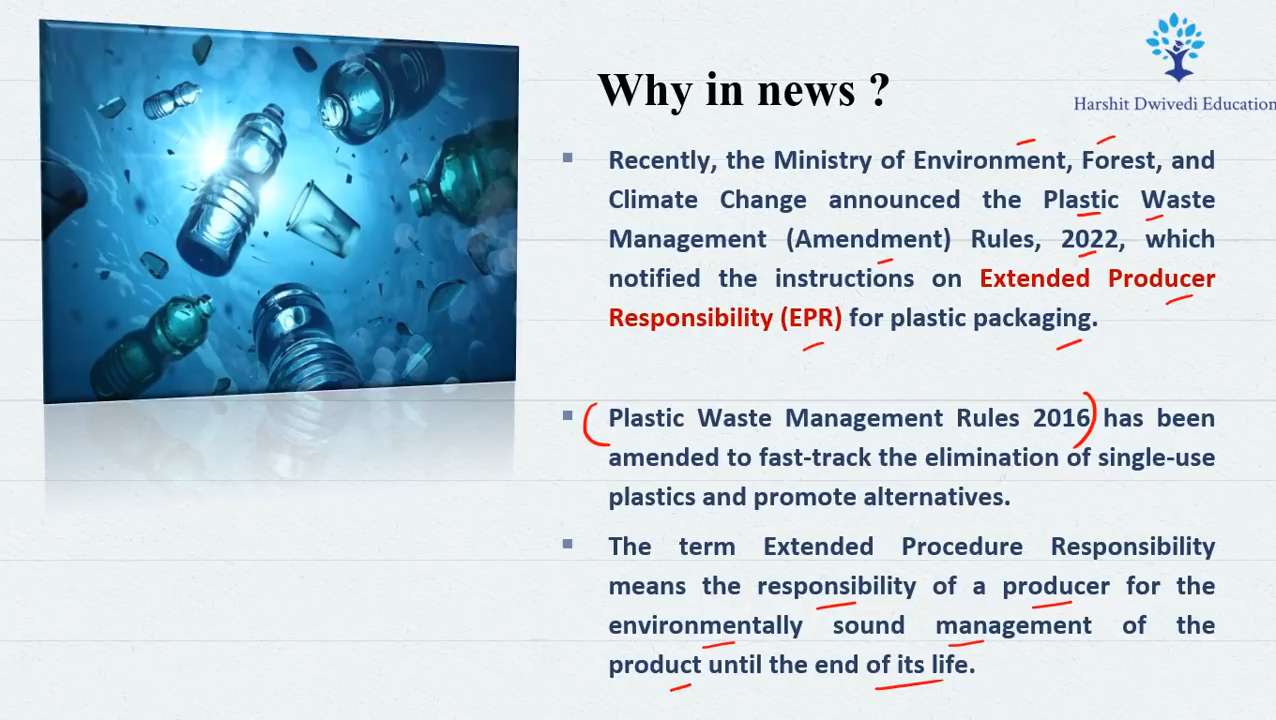 Why in news ?
Harshit Dwivedi Education
Recently, the Ministry of Environment, Forest, and
Climate Change announced the Plastic Waste
Management (Amendment) Rules, 2022, which
notified the instructions on Extended Producer
Responsibility (EPR) for plastic packaging.
Plastic Waste Management Rules 2016 has been
amended to fast-track the elimination of single-use
plastics and promote alternatives.
The term Extended Procedure Responsibility
means the responsibility of a producer for the
environmentally sound management of the
product until the end of its life.